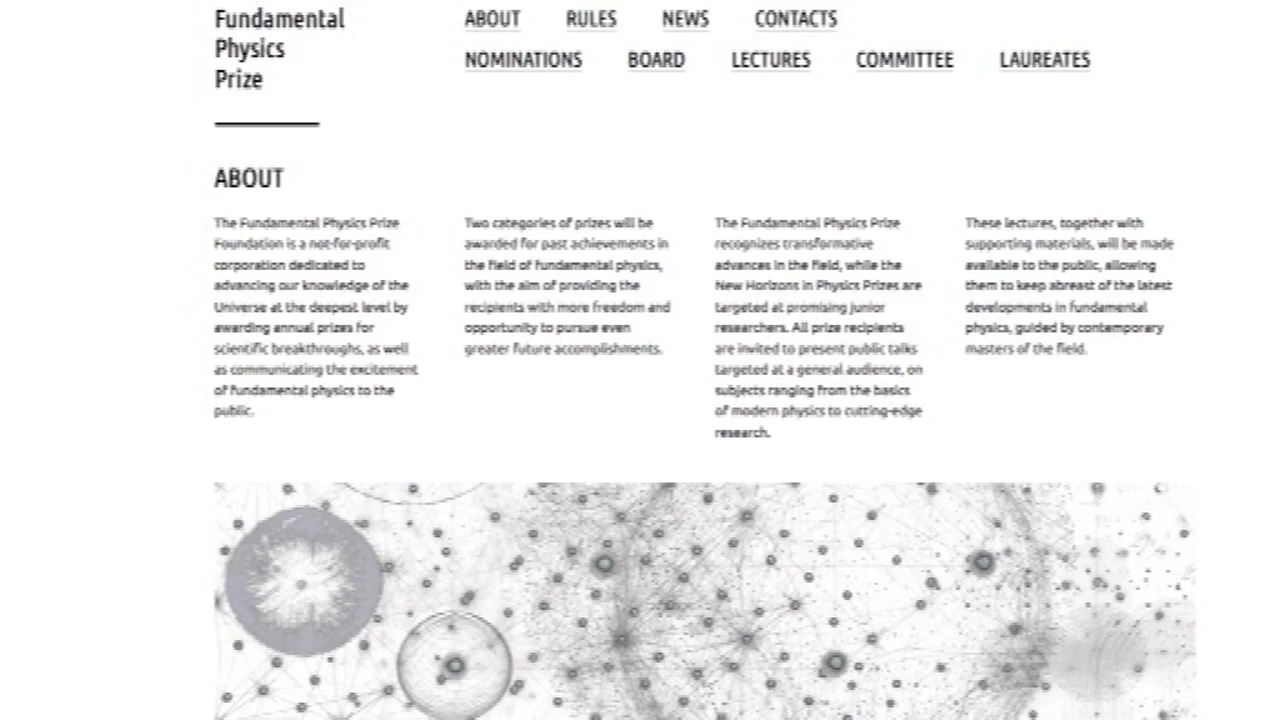 Fundamental
Physics
Prize
ABOUT RULES NEWS CONTACTS
NOMINATIONS BOARD LECTURES COMMITTEE LAUREATES
ABOUT
The Fundamental Physics Prize
Foundation is a not-for-profit
corporation dedicated to
advancing our knowledge of the
Universe at the deepest level by
awarding annual prizes for
scientific breakthroughs, as well
as communicating the excitement
of fundamental physics to the
public.
Two categories of prizes will be
awarded for past achievements in
the field of fundamental physics,
with the aim of providing the
recipients with more freedom and
opportunity to pursue even
greater future accomplishments.
The Fundamental Physics Prize
recognizes transformative
advances in the field, while the
New Horizons in Physics Prizes are
targeted at promising junior
researchers. All prize recipients
are invited to present public talks
targeted at a general audience, on
subjects ranging from the basics
of modern physics to cutting-edge
research.
These lectures, together with
supporting materials, will be made
available to the public, allowing
them to keep abreast of the latest
developments in fundamental
physics, guided by contemporary
masters of the field.